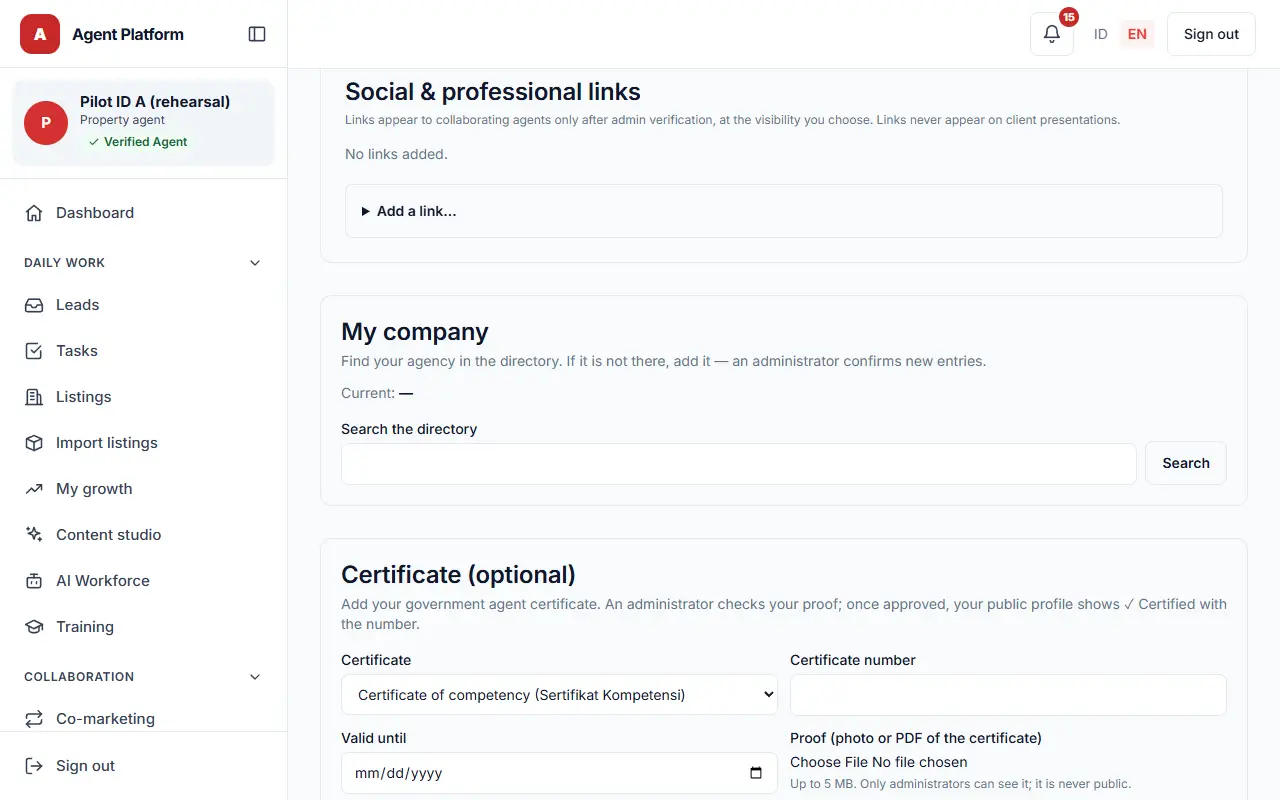 A
Agent Platform
15
ID
EN
Sign out
P
Pilot ID A (rehearsal)
Property agent
✓ Verified Agent
Dashboard
DAILY WORK
Leads
Tasks
Listings
Import listings
My growth
Content studio
AI Workforce
Training
COLLABORATION
Co-marketing
Sign out
Social & professional links
Links appear to collaborating agents only after admin verification, at the visibility you choose. Links never appear on client presentations.
No links added.
▶ Add a link…
My company
Find your agency in the directory. If it is not there, add it — an administrator confirms new entries.
Current: —
Search the directory
Search
Certificate (optional)
Add your government agent certificate. An administrator checks your proof; once approved, your public profile shows ✓ Certified with
the number.
Certificate
Certificate number
Certificate of competency (Sertifikat Kompetensi)
Valid until
Proof (photo or PDF of the certificate)
mm/dd/yyyy
Choose File No file chosen
Up to 5 MB. Only administrators can see it; it is never public.